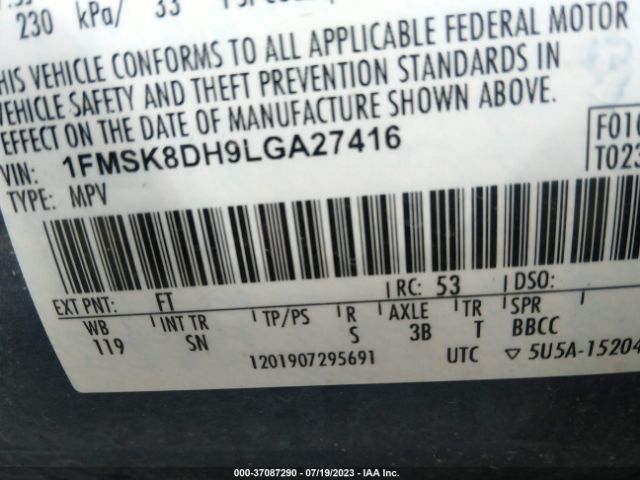 230 kPa/ 33
THIS VEHICLE CONFORMS TO ALL APPLICABLE FEDERAL MOTOR
VEHICLE SAFETY AND THEFT PREVENTION STANDARDS IN
EFFECT ON THE DATE OF MANUFACTURE SHOWN ABOVE.
VIN: 1FMSK8DH9LGA27416
F010
T023
TYPE: MPV
EXT PNT: FT RC: 53 DSO:
WB INT TR TP/PS R AXLE TR SPR
119 SN S 3B T BBCC
1201907295691 UTC ▽ 5U5A-15204
000-37087290 - 07/19/2023 - IAA Inc.